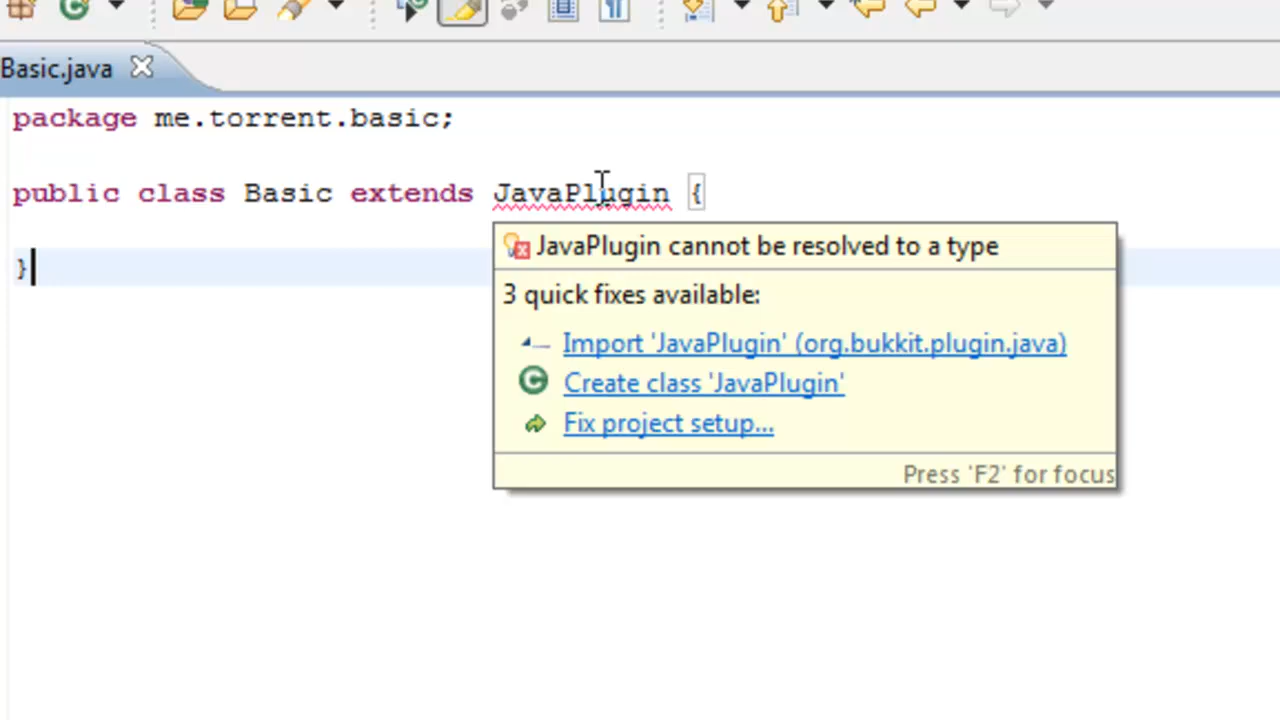 Basic.java
package me.torrent.basic;
public class Basic extends JavaPlugin {
}
JavaPlugin cannot be resolved to a type
3 quick fixes available:
Import 'JavaPlugin' (org.bukkit.plugin.java)
Create class 'JavaPlugin'
Fix project setup...
Press 'F2' for focus